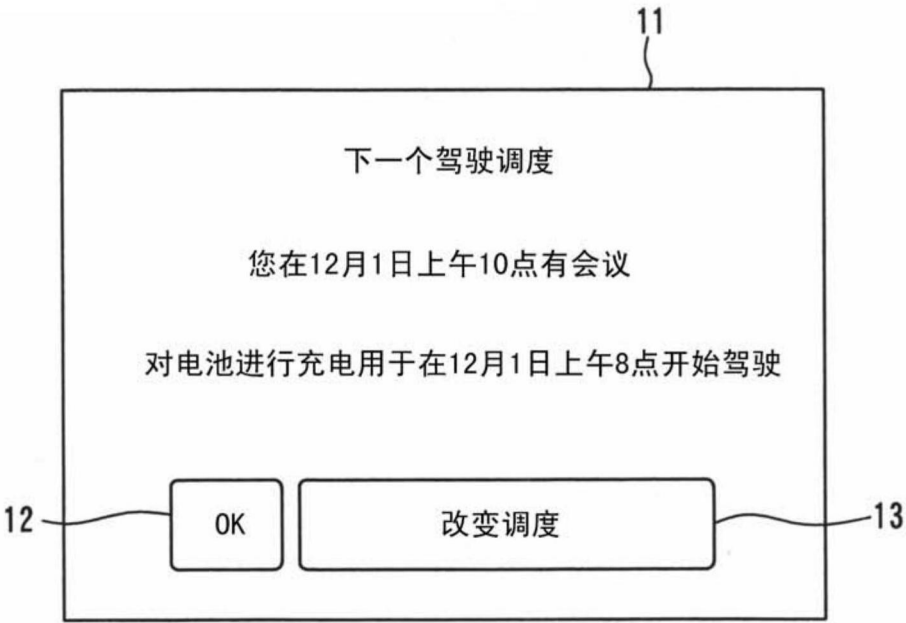 11
下一个驾驶调度
您在12月1日上午10点有会议
对电池进行充电用于在12月1日上午8点开始驾驶
12 OK 改变调度 13